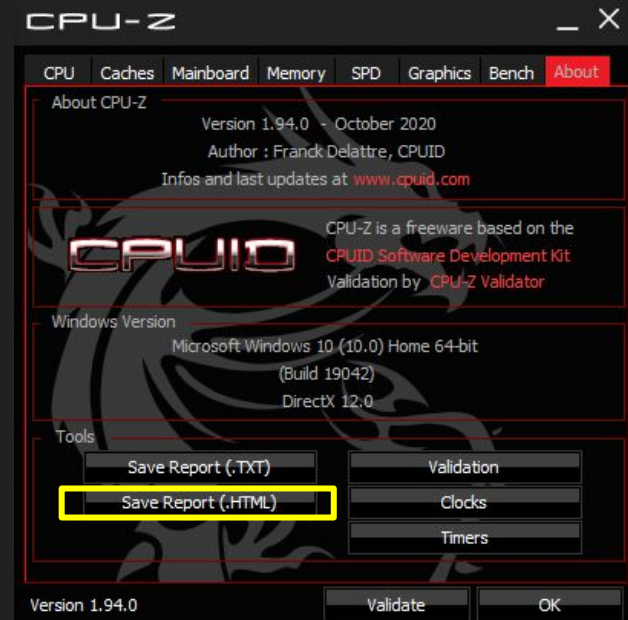 CPU-Z
CPU Caches Mainboard Memory SPD Graphics Bench About
About CPU-Z
Version 1.94.0 - October 2020
Author : Franck Delattre, CPUID
Infos and last updates at www.cpuid.com
CPUID
CPU-Z is a freeware based on the
CPUID Software Development Kit
Validation by CPU-Z Validator
Windows Version
Microsoft Windows 10 (10.0) Home 64-bit
(Build 19042)
DirectX 12.0
Tools
Save Report (.TXT) Validation
Save Report (.HTML) Clocks
Timers
Version 1.94.0 Validate OK